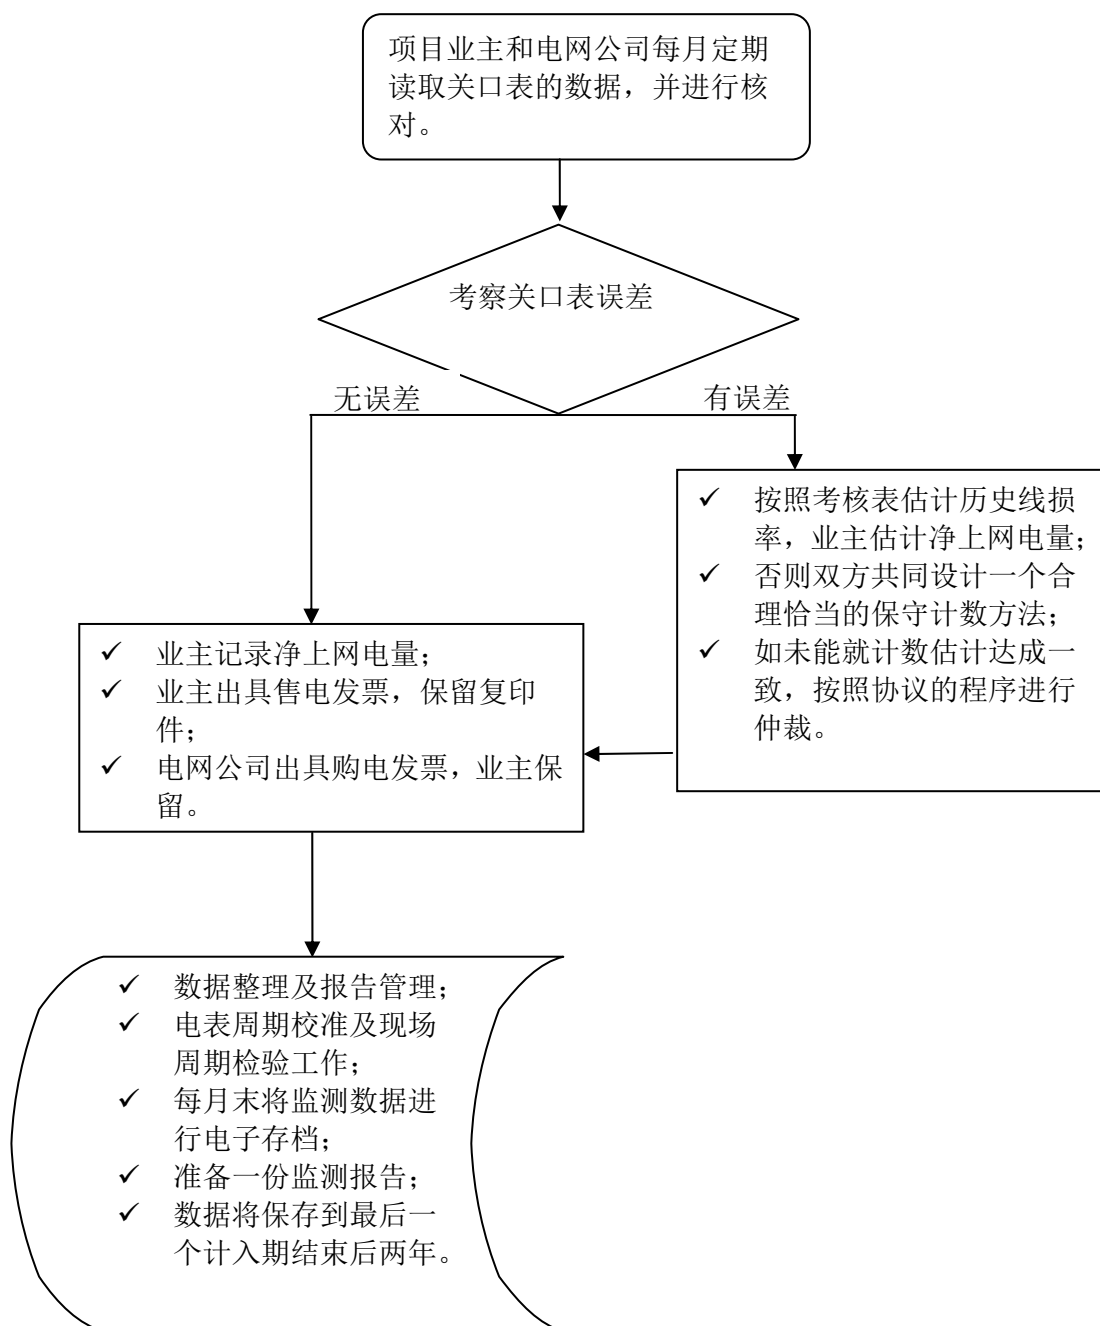 项目业主和电网公司每月定期
读取关口表的数据，并进行核
对。
考察关口表误差
无误差
有误差
✓ 按照考核表估计历史线损
率，业主估计净上网电量；
✓ 否则双方共同设计一个合
理恰当的保守计数方法；
✓ 如未能就计数估计达成一
致，按照协议的程序进行
仲裁。
✓ 业主记录净上网电量；
✓ 业主出具售电发票，保留复印
件；
✓ 电网公司出具购电发票，业主保
留。
✓ 数据整理及报告管理；
✓ 电表周期校准及现场
周期检验工作；
✓ 每月末将监测数据进
行电子存档；
✓ 准备一份监测报告；
✓ 数据将保存到最后一
个计入期结束后两年。